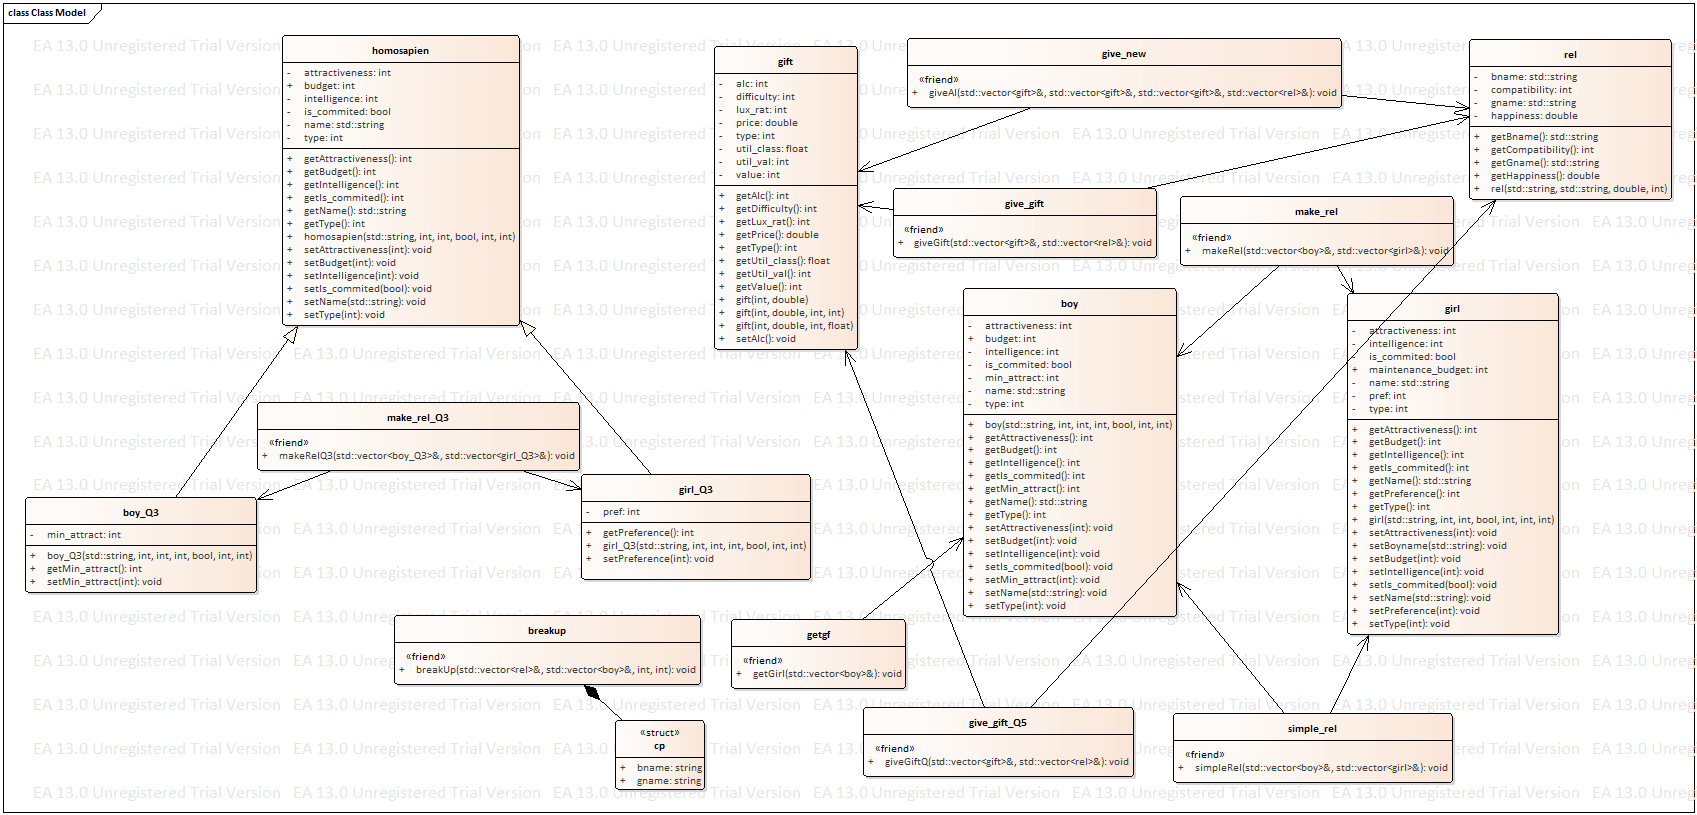 class Class Model
EA 13.0 Unregistered Trial Version
homosapien
- attractiveness: int
+ budget: int
- intelligence: int
- is_commited: bool
- name: std::string
- type: int
+ getAttractiveness(): int
+ getBudget(): int
+ getIntelligence(): int
+ getIs_commited(): int
+ getName(): std::string
+ getType(): int
+ homosapien(std::string, int, int, bool, int, int)
+ setAttractiveness(int): void
+ setBudget(int): void
+ setIntelligence(int): void
+ setIs_commited(bool): void
+ setName(std::string): void
+ setType(int): void
gift
- alc: int
- difficulty: int
- lux_rat: int
- price: double
- type: int
- util_class: float
- util_val: int
- value: int
+ getAlc(): int
+ getDifficulty(): int
+ getLux_rat(): int
+ getPrice(): double
+ getType(): int
+ getUtil_class(): float
+ getUtil_val(): int
+ getValue(): int
+ gift(int, double)
+ gift(int, double, int, int)
+ gift(int, double, int, float)
+ setAlc(): void
give_new
«friend»
+ giveAl(std::vector<gift>&, std::vector<gift>&, std::vector<gift>&, std::vector<rel>&): void
rel
- bname: std::string
- compatibility: int
- gname: std::string
- happiness: double
+ getBname(): std::string
+ getCompatibility(): int
+ getGname(): std::string
+ getHappiness(): double
+ rel(std::string, std::string, double, int)
give_gift
«friend»
+ giveGift(std::vector<gift>&, std::vector<rel>&): void
make_rel
«friend»
+ makeRel(std::vector<boy>&, std::vector<girl>&): void
boy
- attractiveness: int
+ budget: int
- intelligence: int
- is_commited: bool
- min_attract: int
- name: std::string
- type: int
+ boy(std::string, int, int, int, bool, int, int)
+ getAttractiveness(): int
+ getBudget(): int
+ getIntelligence(): int
+ getIs_commited(): int
+ getMin_attract(): int
+ getName(): std::string
+ getType(): int
+ setAttractiveness(int): void
+ setBudget(int): void
+ setIntelligence(int): void
+ setIs_commited(bool): void
+ setMin_attract(int): void
+ setName(std::string): void
+ setType(int): void
girl
- attractiveness: int
- intelligence: int
- is_commited: bool
+ maintenance_budget: int
- name: std::string
- pref: int
- type: int
+ getAttractiveness(): int
+ getBudget(): int
+ getIntelligence(): int
+ getIs_commited(): int
+ getName(): std::string
+ getPreference(): int
+ getType(): int
+ girl(std::string, int, int, bool, int, int, int)
+ setAttractiveness(int): void
+ setBoyname(std::string): void
+ setBudget(int): void
+ setIntelligence(int): void
+ setIs_commited(bool): void
+ setName(std::string): void
+ setPreference(int): void
+ setType(int): void
make_rel_Q3
«friend»
+ makeRelQ3(std::vector<boy_Q3>&, std::vector<girl_Q3>&): void
boy_Q3
- min_attract: int
+ boy_Q3(std::string, int, int, int, bool, int, int)
+ getMin_attract(): int
+ setMin_attract(int): void
girl_Q3
- pref: int
+ getPreference(): int
+ girl_Q3(std::string, int, int, int, bool, int, int)
+ setPreference(int): void
breakup
«friend»
+ breakUp(std::vector<rel>&, std::vector<boy>&, int, int): void
getgf
«friend»
+ getGirl(std::vector<boy>&): void
«struct»
cp
+ bname: string
+ gname: string
give_gift_Q5
«friend»
+ giveGiftQ(std::vector<gift>&, std::vector<rel>&): void
simple_rel
«friend»
+ simpleRel(std::vector<boy>&, std::vector<girl>&): void